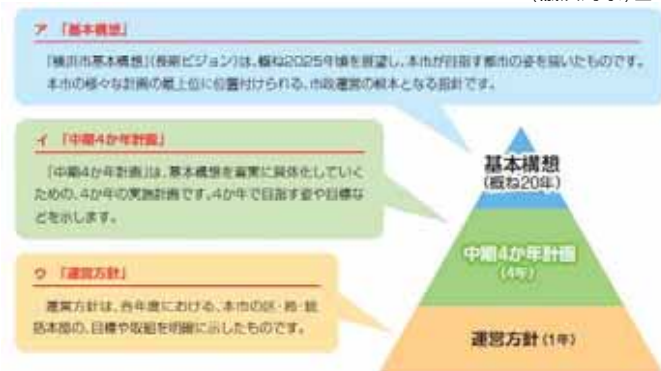 ア 「基本構想」
「横浜市基本構想」(長期ビジョン)は、概ね2025年頃を展望し、本市が目指す都市の姿を描いたものです。
本市の様々な計画の最上位に位置付けられる、市政運営の根本となる指針です。
イ 「中期4か年計画」
「中期4か年計画」は、基本構想を着実に具体化していく
ための、4か年の実施計画です。4か年で目指す姿や目標な
どを示します。
ウ 「運営方針」
運営方針は、各年度における、本市の区・局・統
括本部の、目標や取組を明確に示したものです。
基本構想
(概ね20年)
中期4か年計画
(4年)
運営方針(1年)